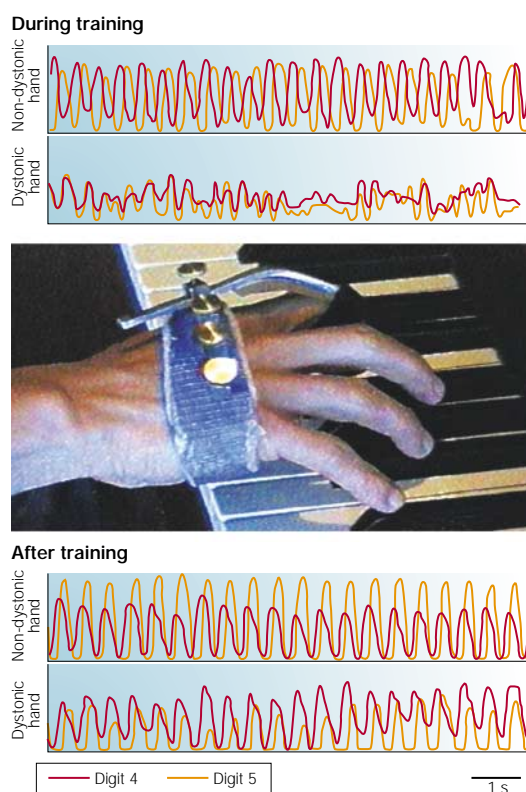 During training
Non-dystonic
hand
Dystonic
hand
After training
Non-dystonic
hand
Dystonic
hand
Digit 4
Digit 5
1 s